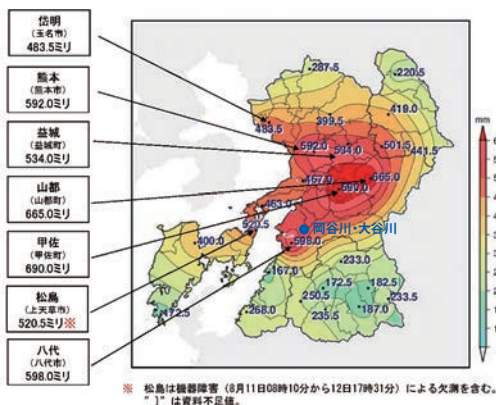 岱明
(玉名市)
483.5ミリ
熊本
(熊本市)
592.0ミリ
益城
(益城町)
534.0ミリ
山都
(山都町)
665.0ミリ
甲佐
(甲佐町)
690.0ミリ
松島
(上天草市)
520.5ミリ※
八代
(八代市)
598.0ミリ
287.5
220.5
419.0
399.5
483.5
592.0
534.0
501.5
441.5
467.0
665.0
690.0
463.0
520.5
岡谷川・大谷川
400.0
598.0
233.0
167.0
172.5
182.5
250.5
233.5
172.5
268.0
235.5
187.0
mm
※ 松島は機器障害（8月11日08時10分から12日17時31分）による欠測を含む。
"]"は資料不足値。